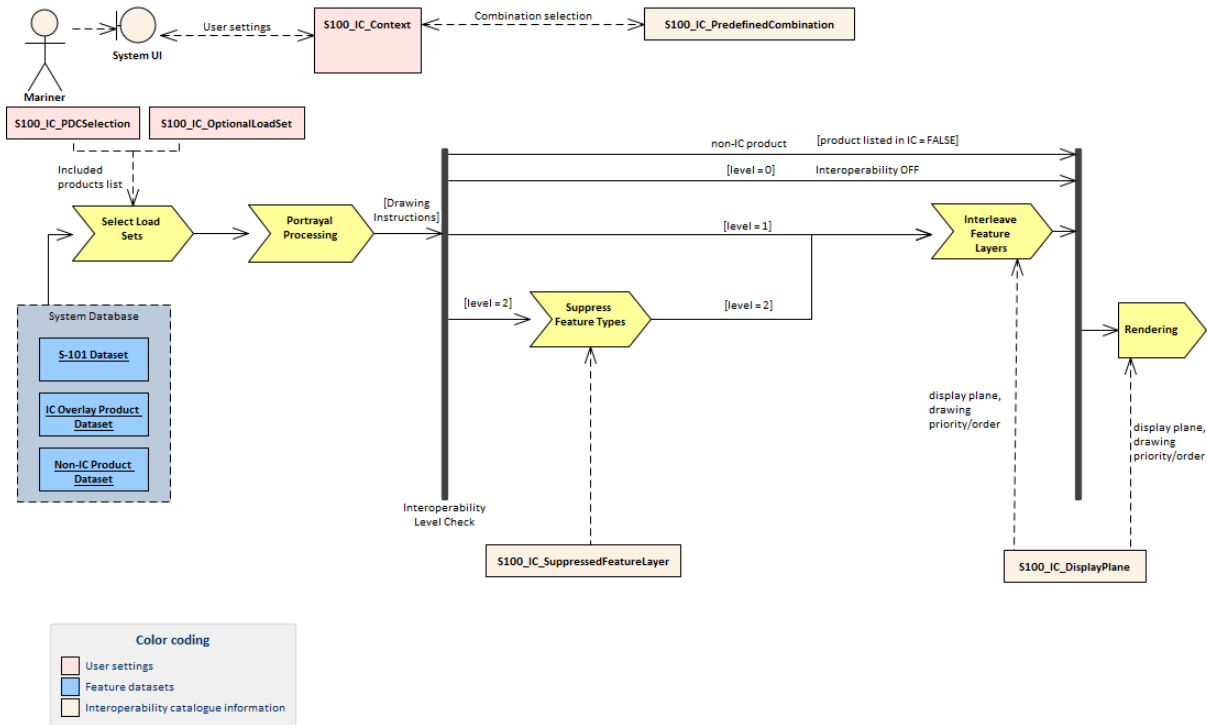 User settings
S100_IC_Context
Combination selection
S100_IC_PredefinedCombination
System UI
Mariner
S100_IC_PDCSelection
S100_IC_OptionalLoadSet
Included
products list
Select Load
Sets
Portrayal
Processing
[Drawing
Instructions]
non-IC product
[product listed in IC = FALSE]
[level = 0]
Interoperability OFF
[level = 1]
Interleave
Feature
Layers
[level = 2]
Suppress
Feature Types
[level = 2]
Rendering
System Database
S-101 Dataset
IC Overlay Product
Dataset
Non-IC Product
Dataset
display plane,
drawing
priority/order
display plane,
drawing
priority/order
Interoperability
Level Check
S100_IC_SuppressedFeatureLayer
S100_IC_DisplayPlane
Color coding
User settings
Feature datasets
Interoperability catalogue information